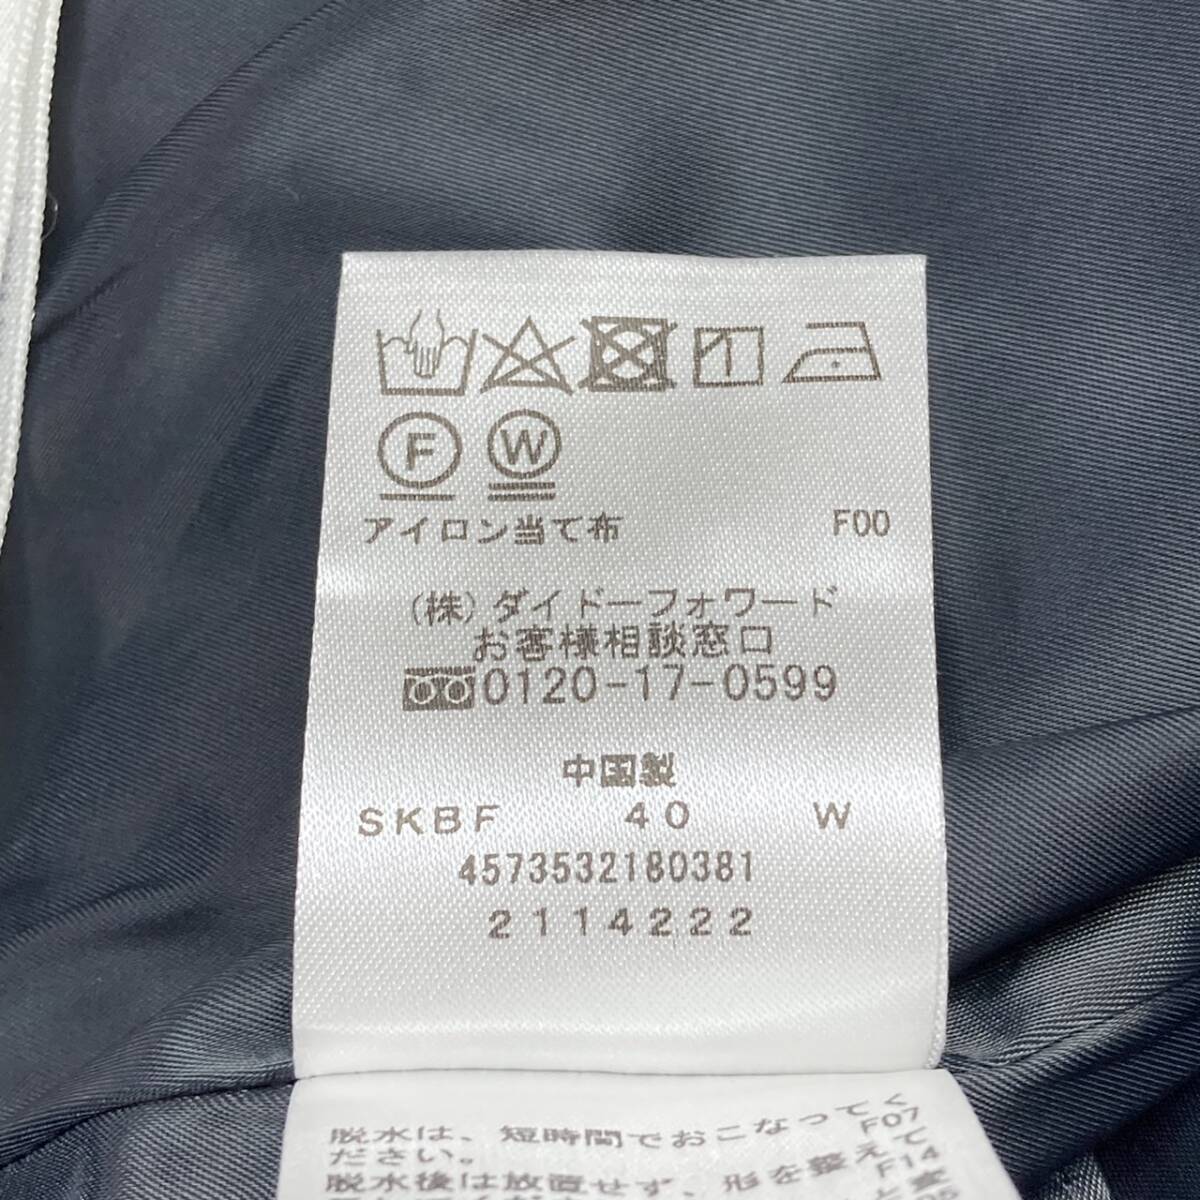 F W
アイロン当て布 F00
(株)ダイドーフォワード
お客様相談窓口
0120-17-0599
中国製
SKBF 40 W
4573532180381
2114222
脱水は、短時間でおこなってく
ださい。 F07
脱水後は放置せず、形を整えて
F14